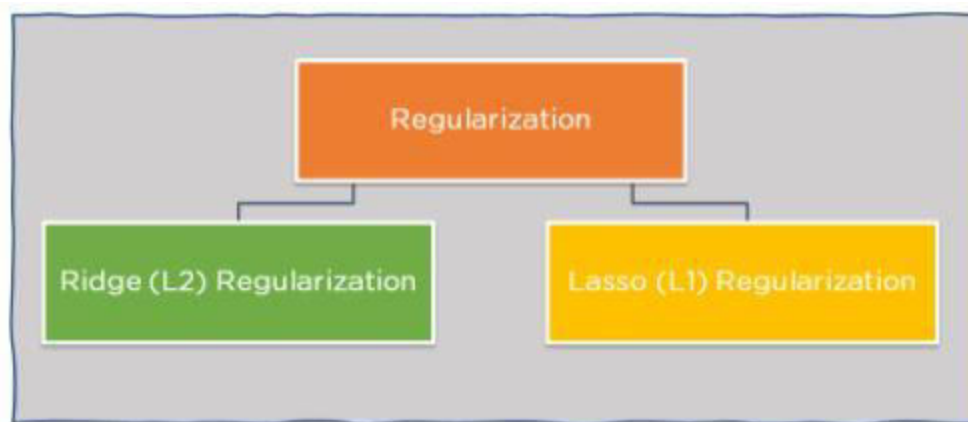 Regularization
Ridge (L2) Regularization
Lasso (L1) Regularization